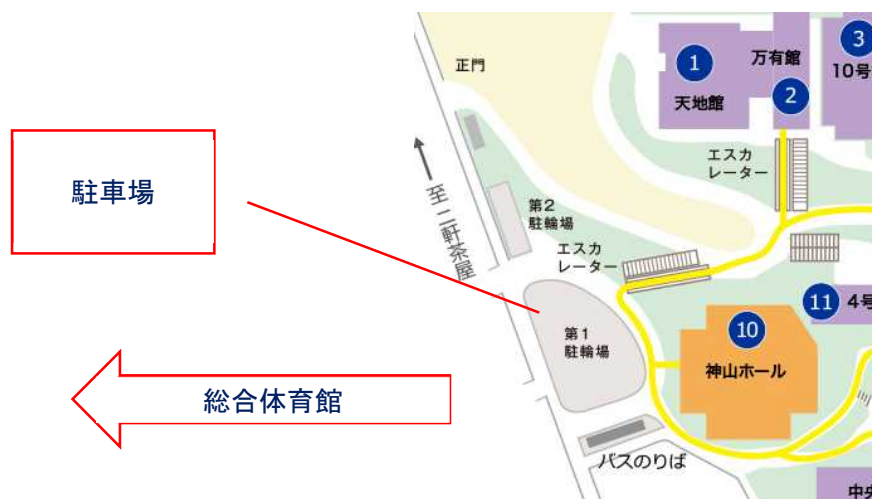 正門
1
天地館
万有館
2
3
10号
駐車場
エスカ
レーター
至 二軒茶屋
第2
駐輪場
エスカ
レーター
11
4号
第1
駐輪場
10
神山ホール
総合体育館
バスのりば
中央